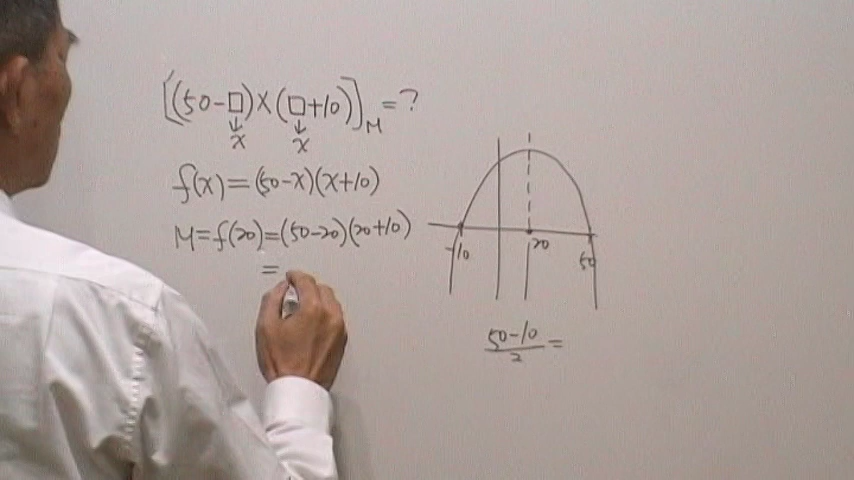 [(50-□)×(□+10)]M=?
↓ ↓
x x
f(x)=(50-x)(x+10)
M=f(20)=(50-20)(20+10)
=
-10 20 50
50-10
2
=